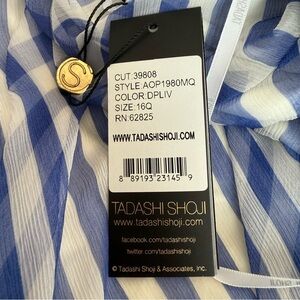 S
CUT 39808
STYLE AOP1980MQ
COLOR:DPLIV
SIZE:16Q
RN:62825
WWW.TADASHISHOJI.COM
8 89193 23145 9
TADASHI SHOJI
www.tadashishoji.com
facebook.com/tadashishoji
twitter.com/tadashishoji
© Tadashi Shoji & Associates, Inc.